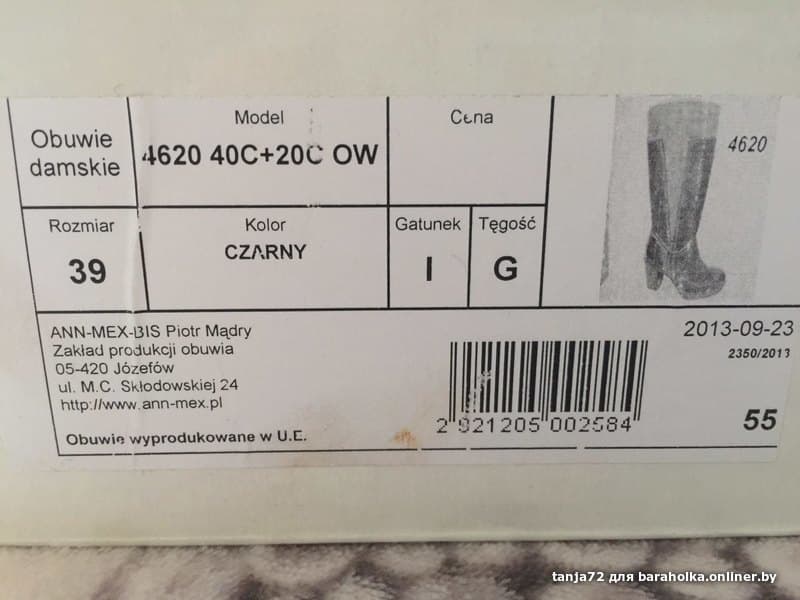 Obuwie
damskie
Model
4620 40C+20C OW
Cena
4620
Rozmiar
39
Kolor
CZARNY
Gatunek
I
Tęgość
G
ANN-MEX-BIS Piotr Mądry
Zakład produkcji obuwia
05-420 Józefów
ul. M.C. Skłodowskiej 24
http://www.ann-mex.pl
Obuwie wyprodukowane w U.E.
2013-09-23
2350/2013
2 921205 002584
55
tanja72 для baraholka.onliner.by